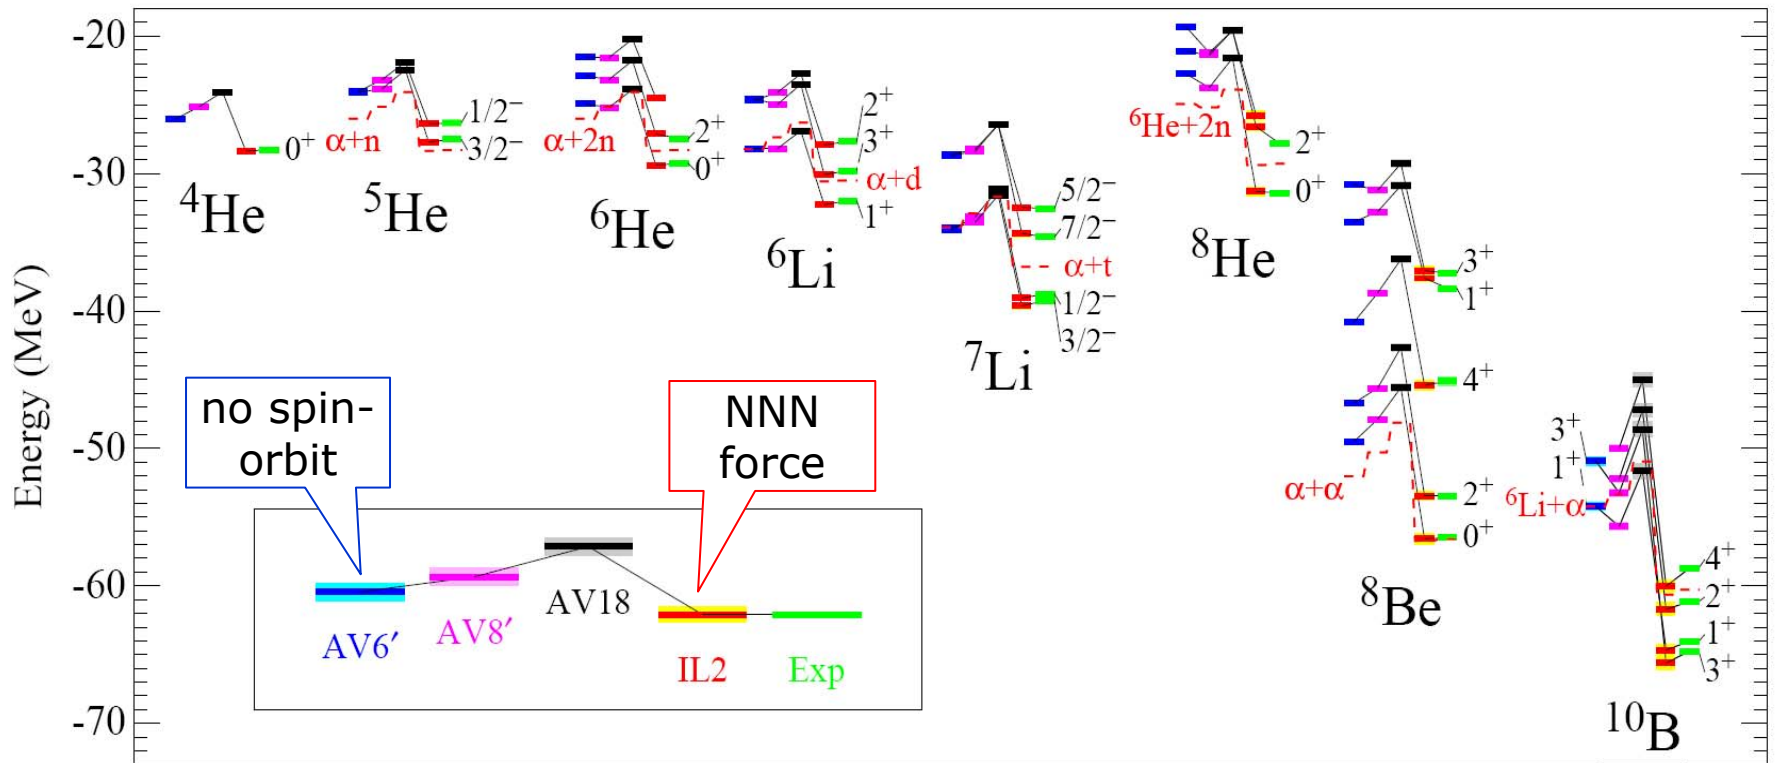 Energy (MeV)
-20
-30
-40
-50
-60
-70
0⁺
⁴He
α+n
1/2⁻
3/2⁻
⁵He
α+2n
2⁺
0⁺
⁶He
2⁺
3⁺
α+d
1⁺
⁶Li
5/2⁻
7/2⁻
α+t
1/2⁻
3/2⁻
⁷Li
⁶He+2n
2⁺
0⁺
⁸He
3⁺
1⁺
4⁺
α+α
2⁺
0⁺
⁸Be
3⁺
1⁺
⁶Li+α
4⁺
2⁺
1⁺
3⁺
¹⁰B
no spin-
orbit
NNN
force
AV6′
AV8′
AV18
IL2
Exp